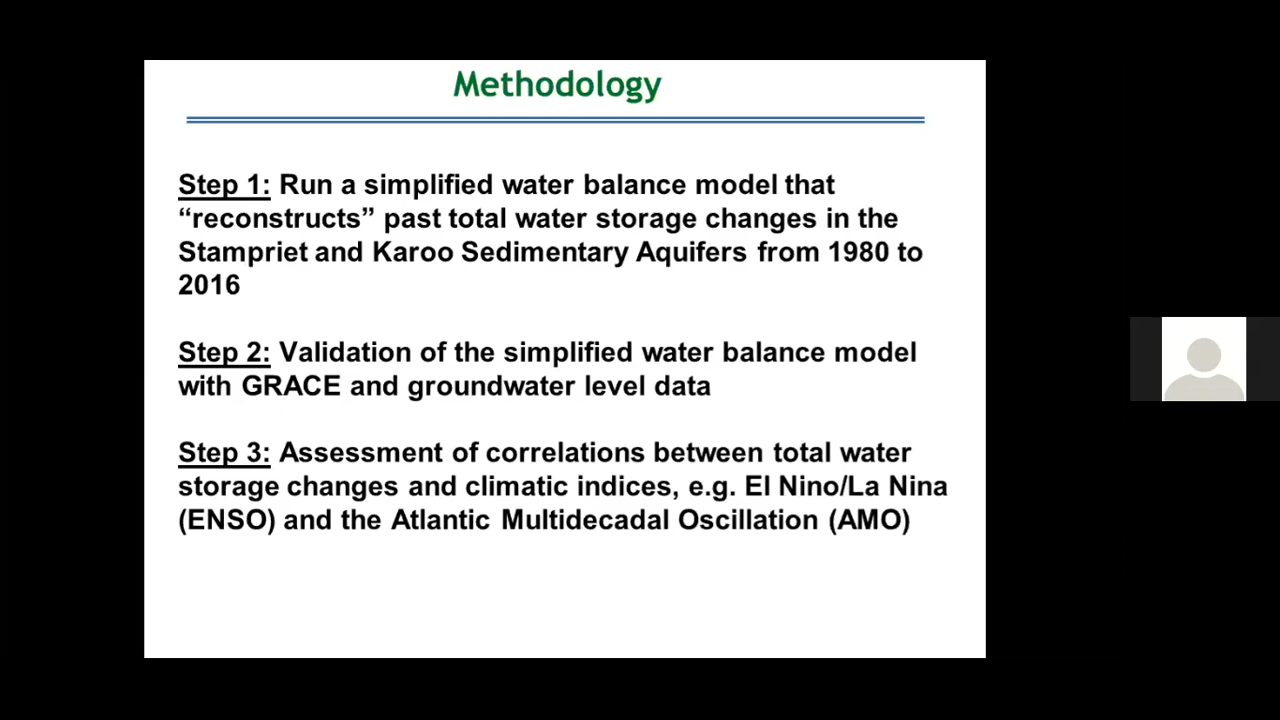 Methodology
Step 1: Run a simplified water balance model that
“reconstructs” past total water storage changes in the
Stampriet and Karoo Sedimentary Aquifers from 1980 to
2016
Step 2: Validation of the simplified water balance model
with GRACE and groundwater level data
Step 3: Assessment of correlations between total water
storage changes and climatic indices, e.g. El Nino/La Nina
(ENSO) and the Atlantic Multidecadal Oscillation (AMO)